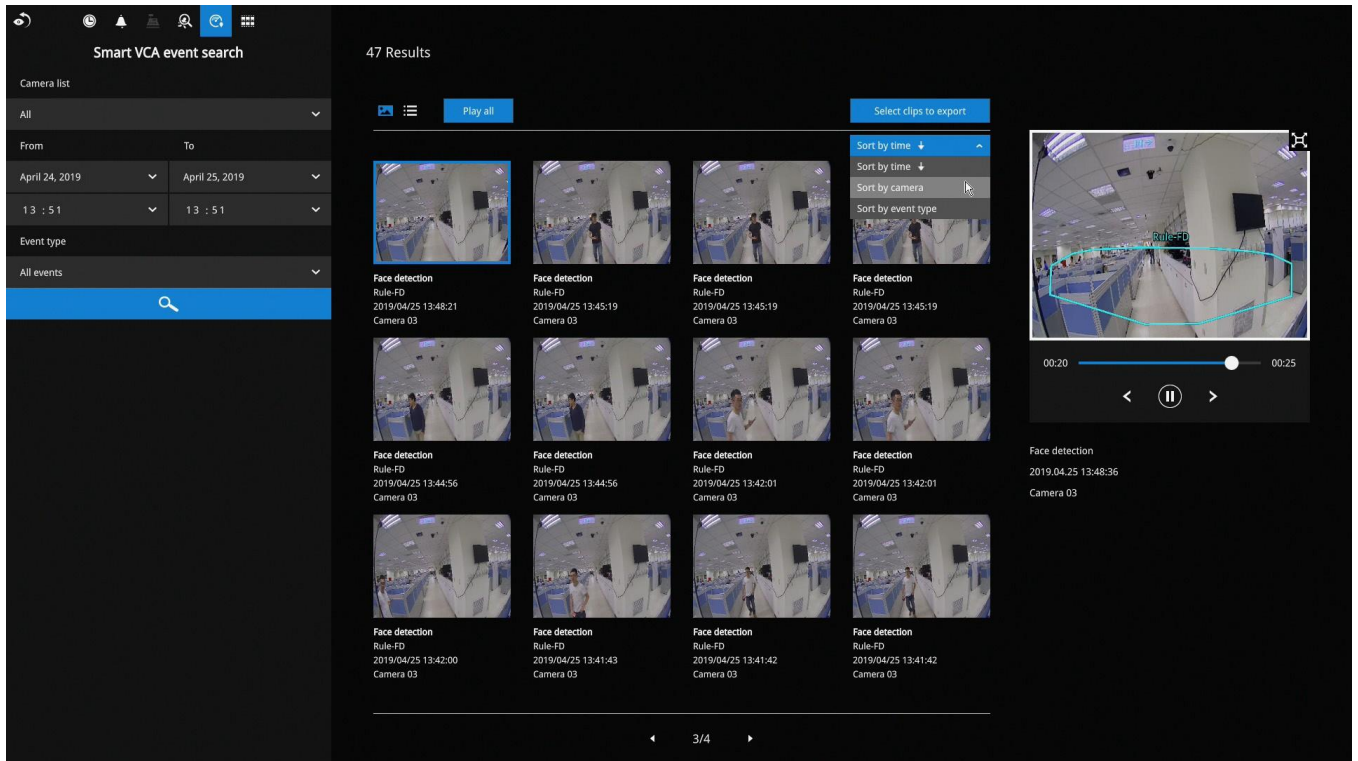 Smart VCA event search
Camera list
All
From To
April 24, 2019 April 25, 2019
13 : 51 13 : 51
Event type
All events
47 Results
Play all Select clips to export
Sort by time
Sort by time
Sort by camera
Sort by event type
Face detection
Rule-FD
2019/04/25 13:48:21
Camera 03
Face detection
Rule-FD
2019/04/25 13:45:19
Camera 03
Face detection
Rule-FD
2019/04/25 13:45:19
Camera 03
Face detection
Rule-FD
2019/04/25 13:45:19
Camera 03
Face detection
Rule-FD
2019/04/25 13:44:56
Camera 03
Face detection
Rule-FD
2019/04/25 13:44:56
Camera 03
Face detection
Rule-FD
2019/04/25 13:42:01
Camera 03
Face detection
Rule-FD
2019/04/25 13:42:01
Camera 03
Face detection
Rule-FD
2019/04/25 13:42:00
Camera 03
Face detection
Rule-FD
2019/04/25 13:41:43
Camera 03
Face detection
Rule-FD
2019/04/25 13:41:42
Camera 03
Face detection
Rule-FD
2019/04/25 13:41:42
Camera 03
3/4
Rule-FD
00:20 00:25
Face detection
2019.04.25 13:48:36
Camera 03